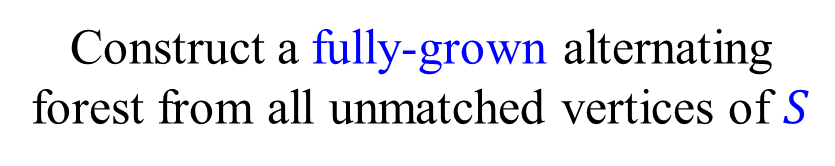 Construct a fully-grown alternating
forest from all unmatched vertices of S